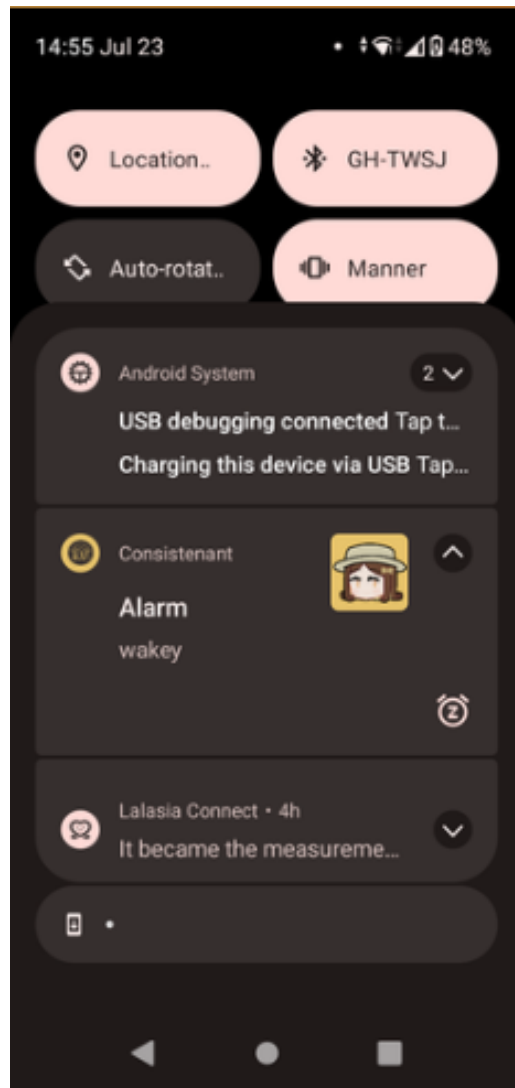 14:55 Jul 23
48%
Location..
GH-TWSJ
Auto-rotat..
Manner
Android System
2
USB debugging connected Tap t...
Charging this device via USB Tap...
Consistenant
Alarm
wakey
Lalasia Connect • 4h
It became the measureme...